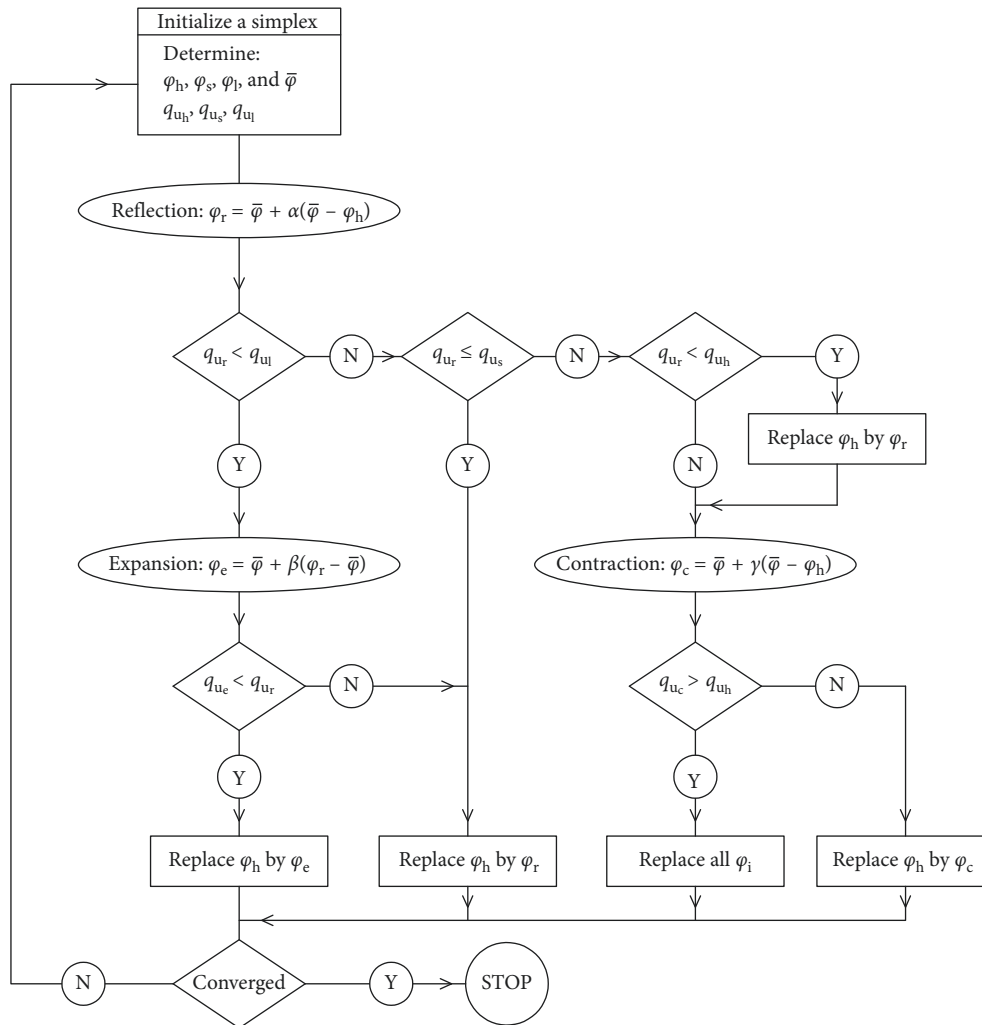 Initialize a simplex
Determine:
φh, φs, φl, and φ̄
quh, qus, qul
Reflection: φr = φ̄ + α(φ̄ – φh)
qur < qul
N
qur ≤ qus
N
qur < quh
Y
Replace φh by φr
Y
Y
N
Expansion: φe = φ̄ + β(φr – φ̄)
Contraction: φc = φ̄ + γ(φ̄ – φh)
que < qur
N
quc > quh
N
Y
Y
Replace φh by φe
Replace φh by φr
Replace all φi
Replace φh by φc
N
Converged
Y
STOP